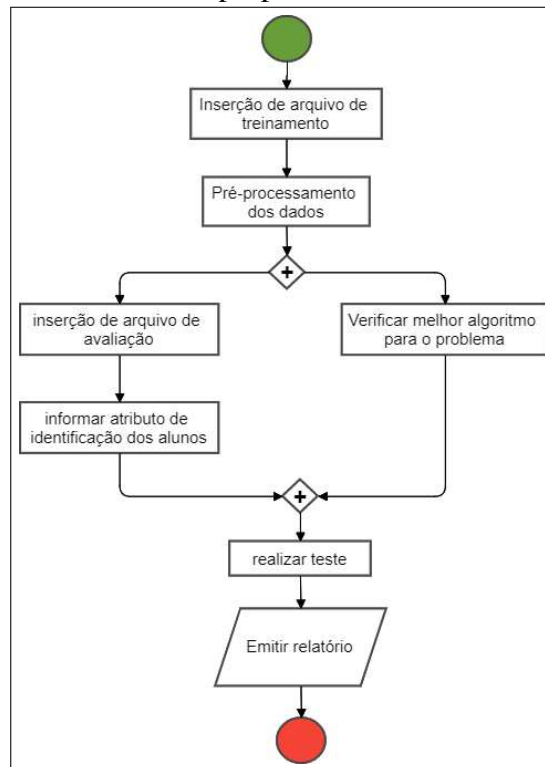 Inserção de arquivo de
treinamento
Pré-processamento
dos dados
+
inserção de arquivo de
avaliação
Verificar melhor algoritmo
para o problema
informar atributo de
identificação dos alunos
+
realizar teste
Emitir relatório